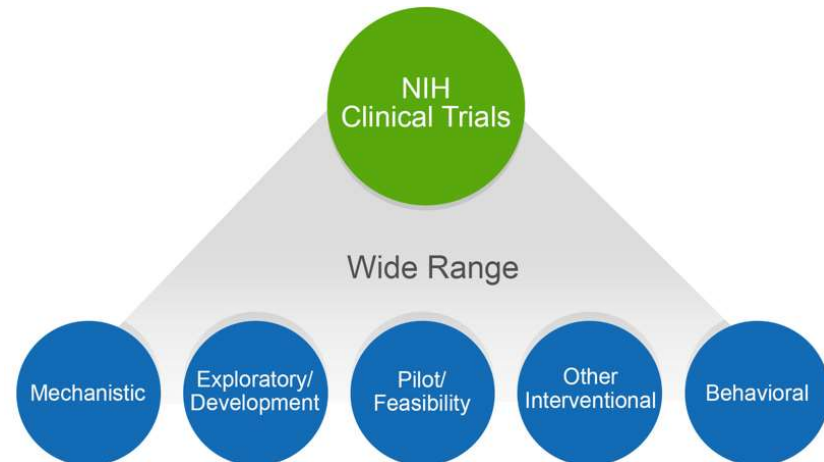 NIH
Clinical Trials
Wide Range
Mechanistic
Exploratory/
Development
Pilot/
Feasibility
Other
Interventional
Behavioral